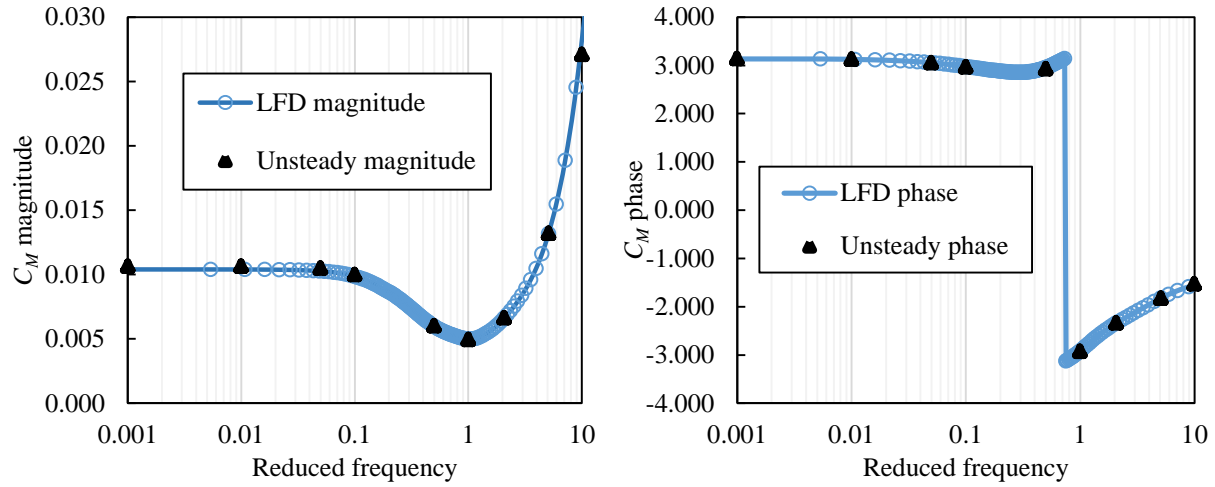 0.030
0.025
0.020
0.015
0.010
0.005
0.000
C_M magnitude
LFD magnitude
Unsteady magnitude
0.001 0.01 0.1 1 10
Reduced frequency
4.000
3.000
2.000
1.000
0.000
-1.000
-2.000
-3.000
-4.000
C_M phase
LFD phase
Unsteady phase
0.001 0.01 0.1 1 10
Reduced frequency